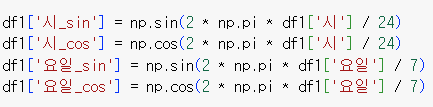 df1['시_sin'] = np.sin(2 * np.pi * df1['시'] / 24)
df1['시_cos'] = np.cos(2 * np.pi * df1['시'] / 24)
df1['요일_sin'] = np.sin(2 * np.pi * df1['요일'] / 7)
df1['요일_cos'] = np.cos(2 * np.pi * df1['요일'] / 7)